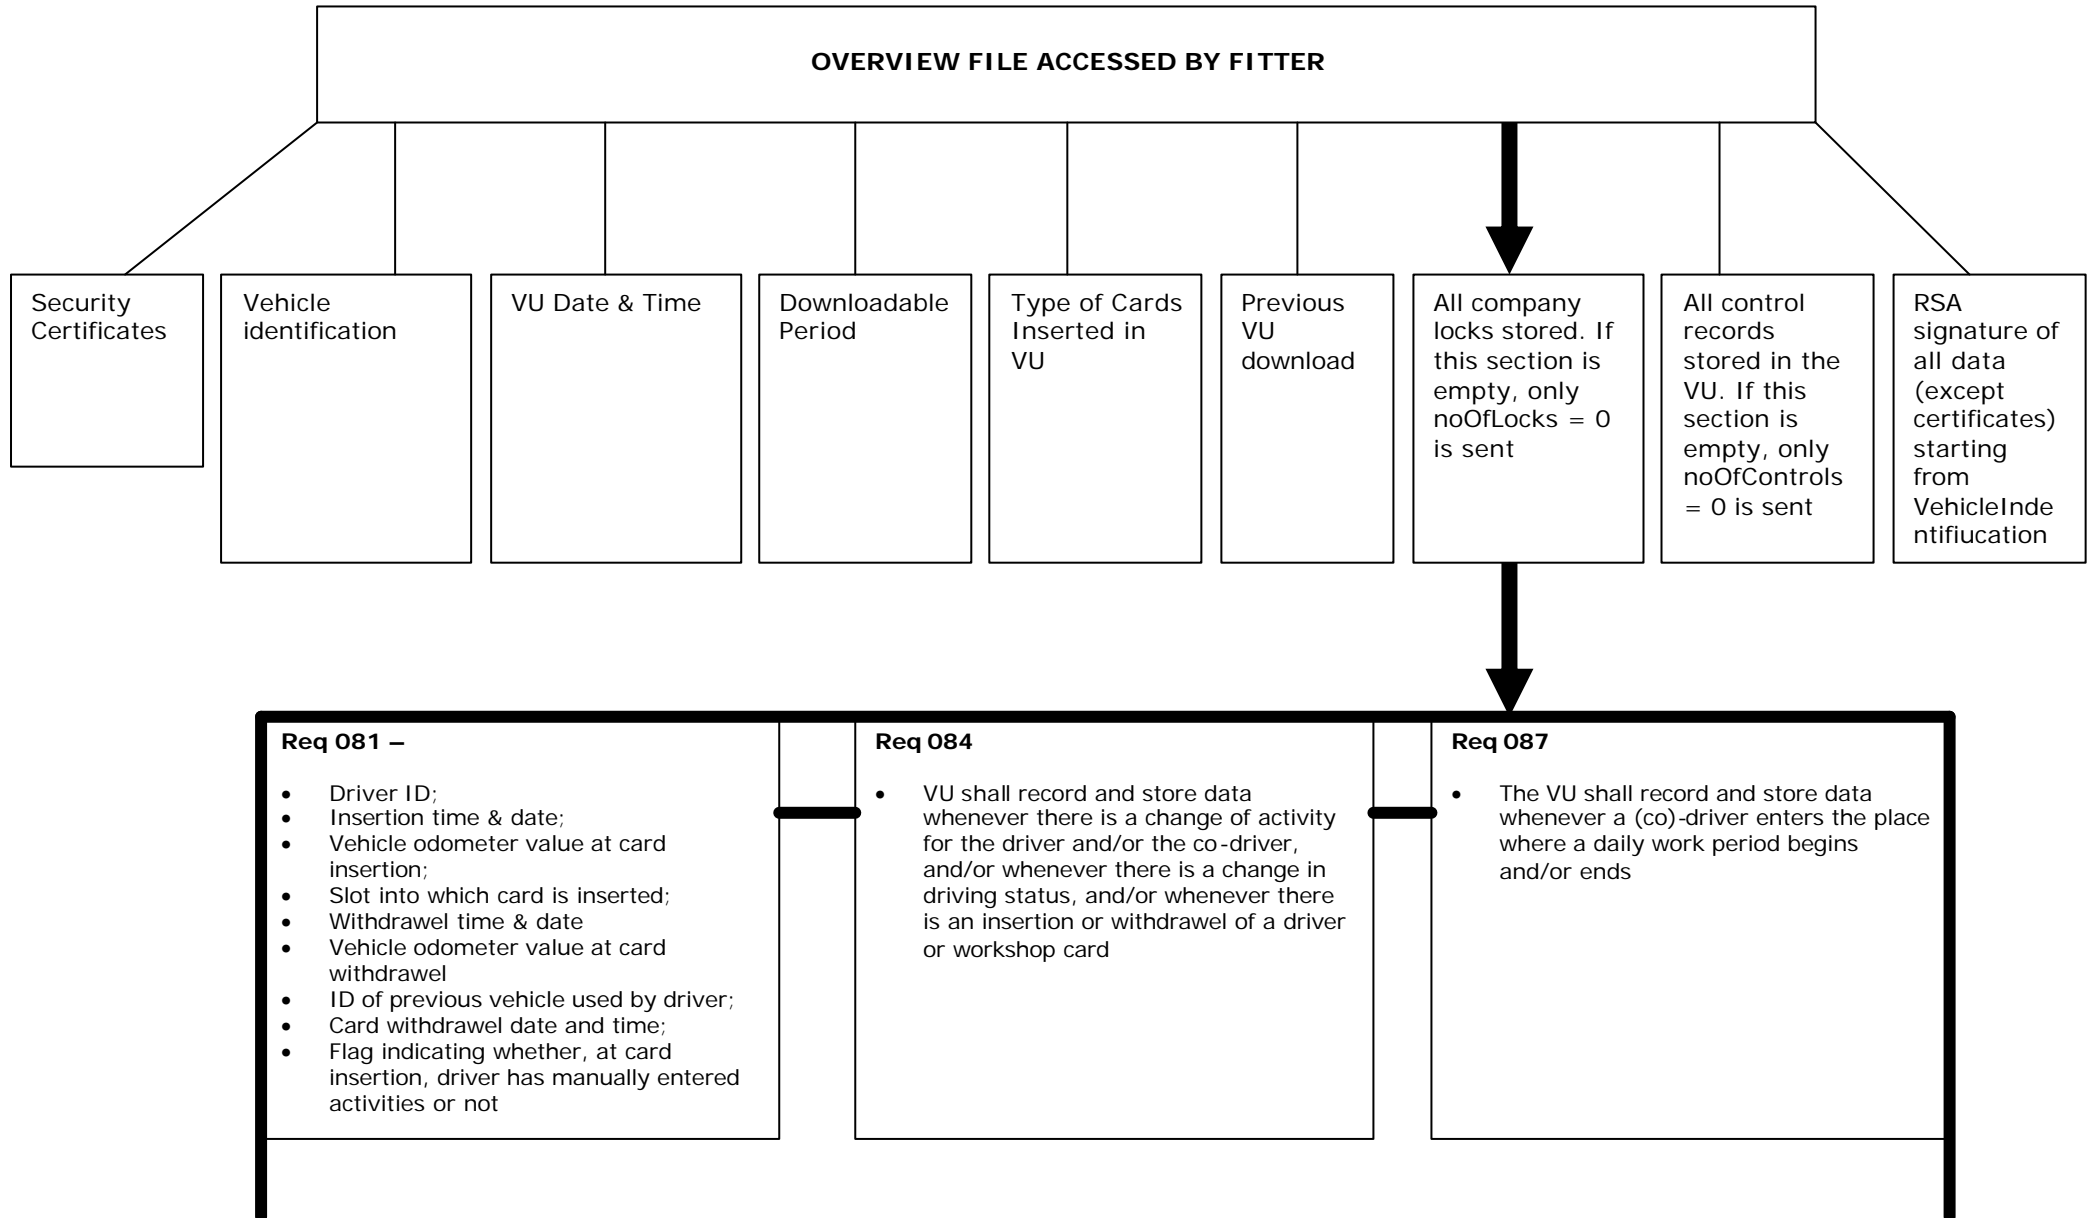 OVERVIEW FILE ACCESSED BY FITTER
Security
Certificates
Vehicle
identification
VU Date & Time
Downloadable
Period
Type of Cards
Inserted in
VU
Previous
VU
download
All company
locks stored. If
this section is
empty, only
noOfLocks = 0
is sent
All control
records
stored in the
VU. If this
section is
empty, only
noOfControls
= 0 is sent
RSA
signature of
all data
(except
certificates)
starting
from
VehicleInde
ntifiucation
Req 081 –
• Driver ID;
• Insertion time & date;
• Vehicle odometer value at card
insertion;
• Slot into which card is inserted;
• Withdrawel time & date
• Vehicle odometer value at card
withdrawel
• ID of previous vehicle used by driver;
• Card withdrawel date and time;
• Flag indicating whether, at card
insertion, driver has manually entered
activities or not
Req 084
• VU shall record and store data
whenever there is a change of activity
for the driver and/or the co-driver,
and/or whenever there is a change in
driving status, and/or whenever there
is an insertion or withdrawel of a driver
or workshop card
Req 087
• The VU shall record and store data
whenever a (co)-driver enters the place
where a daily work period begins
and/or ends